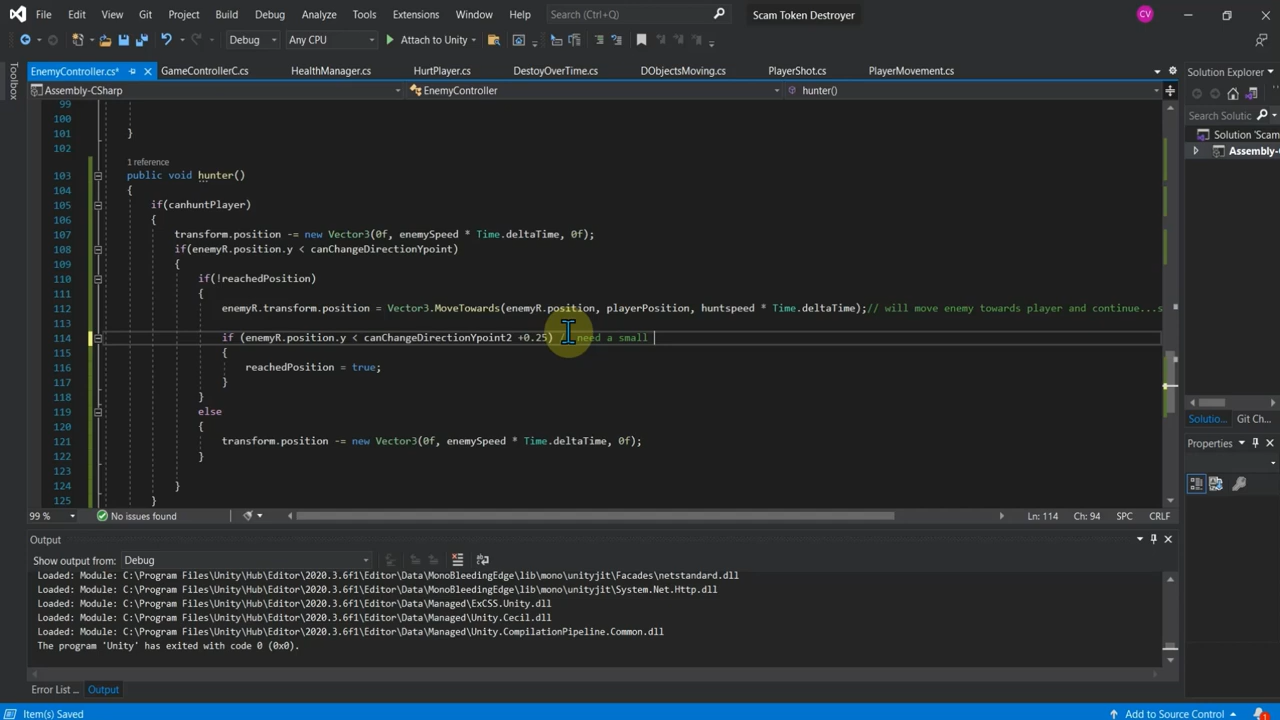 File Edit View Git Project Build Debug Analyze Tools Extensions Window Help Search (Ctrl+Q) Scam Token Destroyer CV
Debug Any CPU Attach to Unity
EnemyController.cs* GameControllerC.cs HealthManager.cs HurtPlayer.cs DestoyOverTime.cs DObjectsMoving.cs PlayerShot.cs PlayerMovement.cs
Assembly-CSharp EnemyController hunter()
Toolbox
99
100
101 }
102
1 reference
103 public void hunter()
104 {
105 if(canhuntPlayer)
106 {
107 transform.position -= new Vector3(0f, enemySpeed * Time.deltaTime, 0f);
108 if(enemyR.position.y < canChangeDirectionYpoint)
109 {
110 if(!reachedPosition)
111 {
112 enemyR.transform.position = Vector3.MoveTowards(enemyR.position, playerPosition, huntspeed * Time.deltaTime);// will move enemy towards player and continue...s
113
114 if (enemyR.position.y < canChangeDirectionYpoint2 +0.25) need a small
115 {
116 reachedPosition = true;
117 }
118 }
119 else
120 {
121 transform.position -= new Vector3(0f, enemySpeed * Time.deltaTime, 0f);
122 }
123
124 }
125 }
99 % No issues found Ln: 114 Ch: 94 SPC CRLF
Output
Show output from: Debug
Loaded: Module: C:\Program Files\Unity\Hub\Editor\2020.3.6f1\Editor\Data\MonoBleedingEdge\lib\mono\unityjit\Facades\netstandard.dll
Loaded: Module: C:\Program Files\Unity\Hub\Editor\2020.3.6f1\Editor\Data\MonoBleedingEdge\lib\mono\unityjit\System.Net.Http.dll
Loaded: Module: C:\Program Files\Unity\Hub\Editor\2020.3.6f1\Editor\Data\Managed\ExCSS.Unity.dll
Loaded: Module: C:\Program Files\Unity\Hub\Editor\2020.3.6f1\Editor\Data\Managed\Unity.Cecil.dll
Loaded: Module: C:\Program Files\Unity\Hub\Editor\2020.3.6f1\Editor\Data\Managed\Unity.CompilationPipeline.Common.dll
The program 'Unity' has exited with code 0 (0x0).
Error List ... Output
Item(s) Saved Add to Source Control
Solution Explorer
Search Solutic
Solution 'Scam
Assembly-C
Solutio... Git Ch...
Properties